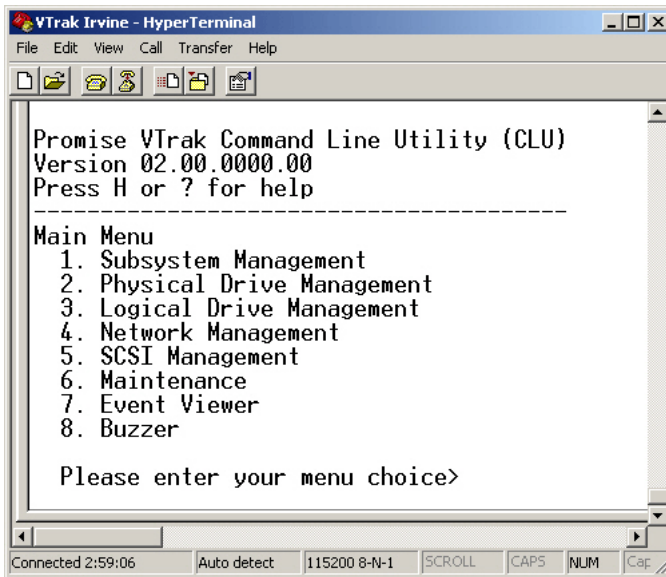 VTrak Irvine - HyperTerminal
File Edit View Call Transfer Help
Promise VTrak Command Line Utility (CLU)
Version 02.00.0000.00
Press H or ? for help
----------------------------------------
Main Menu
1. Subsystem Management
2. Physical Drive Management
3. Logical Drive Management
4. Network Management
5. SCSI Management
6. Maintenance
7. Event Viewer
8. Buzzer
Please enter your menu choice>
Connected 2:59:06 Auto detect 115200 8-N-1 SCROLL CAPS NUM Cap